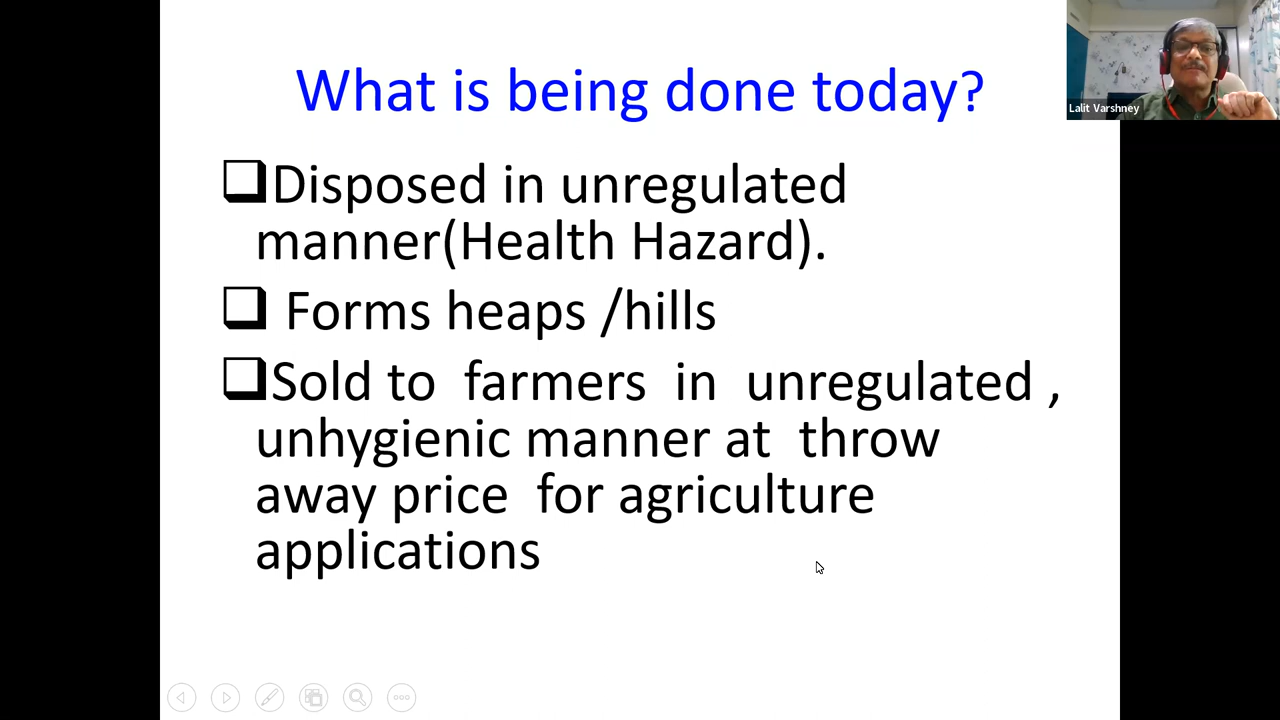 What is being done today?
Lalit Varshney
Disposed in unregulated
manner(Health Hazard).
Forms heaps /hills
Sold to farmers in unregulated ,
unhygienic manner at throw
away price for agriculture
applications